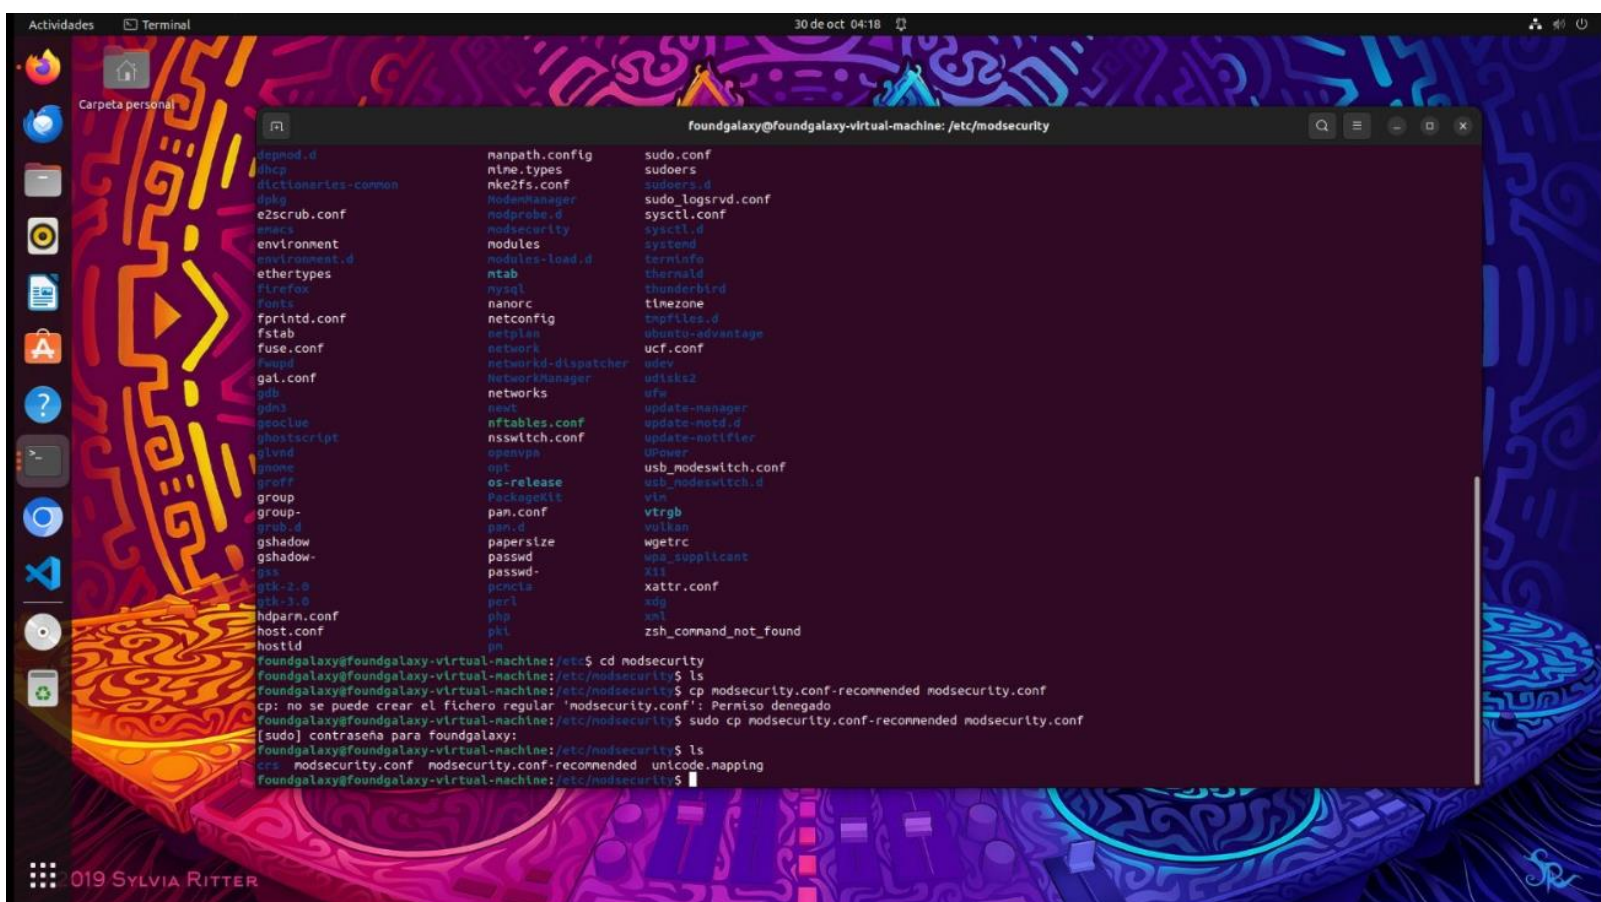 Actividades Terminal 30 de oct 04:18
Carpeta personal
foundgalaxy@foundgalaxy-virtual-machine: /etc/modsecurity
depmod.d manpath.config sudo.conf
dhcp mime.types sudoers
dictionaries-common mke2fs.conf sudoers.d
dpkg ModemManager sudo_logsrvd.conf
e2scrub.conf modprobe.d sysctl.conf
emacs modsecurity sysctl.d
environment modules systemd
environment.d modules-load.d terminfo
ethertypes mtab thermald
firefox mysql thunderbird
fonts nanorc timezone
fprintd.conf netconfig tmpfiles.d
fstab netplan ubuntu-advantage
fuse.conf network ucf.conf
fwupd networkd-dispatcher udev
gai.conf NetworkManager udisks2
gdb networks ufw
gdm3 newt update-manager
geoclue nftables.conf update-motd.d
ghostscript nsswitch.conf update-notifier
glvnd openvpn UPower
gnome opt usb_modeswitch.conf
groff os-release usb_modeswitch.d
group PackageKit vim
group- pam.conf vtrgb
grub.d pam.d vulkan
gshadow papersize wgetrc
gshadow- passwd wpa_supplicant
gss passwd- X11
gtk-2.0 pcmcia xattr.conf
gtk-3.0 perl xdg
hdparm.conf php xml
host.conf pki zsh_command_not_found
hostid pm
foundgalaxy@foundgalaxy-virtual-machine:/etc$ cd modsecurity
foundgalaxy@foundgalaxy-virtual-machine:/etc/modsecurity$ ls
foundgalaxy@foundgalaxy-virtual-machine:/etc/modsecurity$ cp modsecurity.conf-recommended modsecurity.conf
cp: no se puede crear el fichero regular 'modsecurity.conf': Permiso denegado
foundgalaxy@foundgalaxy-virtual-machine:/etc/modsecurity$ sudo cp modsecurity.conf-recommended modsecurity.conf
[sudo] contraseña para foundgalaxy:
foundgalaxy@foundgalaxy-virtual-machine:/etc/modsecurity$ ls
crs modsecurity.conf modsecurity.conf-recommended unicode.mapping
foundgalaxy@foundgalaxy-virtual-machine:/etc/modsecurity$
2019 SYLVIA RITTER
SR